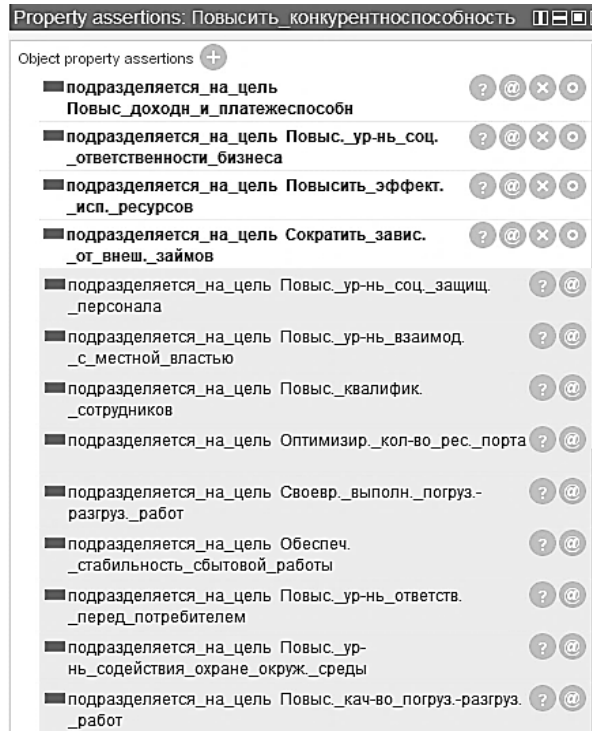 Property assertions: Повысить_конкурентноспособность
Object property assertions
подразделяется_на_цель
Повыс_доходн_и_платежеспособн
подразделяется_на_цель Повыс._ур-нь_соц.
_ответственности_бизнеса
подразделяется_на_цель Повысить_эффект.
_исп._ресурсов
подразделяется_на_цель Сократить_завис.
_от_внеш._займов
подразделяется_на_цель Повыс._ур-нь_соц._защищ.
_персонала
подразделяется_на_цель Повыс._ур-нь_взаимод.
_с_местной_властью
подразделяется_на_цель Повыс._квалифик.
_сотрудников
подразделяется_на_цель Оптимизир._кол-во_рес._порта
подразделяется_на_цель Своевр._выполн._погруз.-
разгруз._работ
подразделяется_на_цель Обеспеч.
_стабильность_сбытовой_работы
подразделяется_на_цель Повыс._ур-нь_ответств.
_перед_потребителем
подразделяется_на_цель Повыс._ур-
нь_содействия_охране_окруж._среды
подразделяется_на_цель Повыс._кач-во_погруз.-разгруз.
_работ